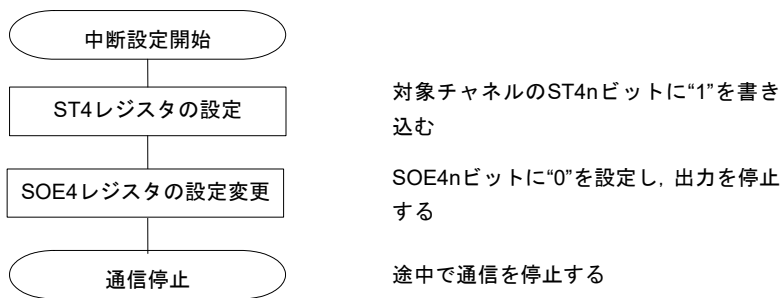 中断設定開始
ST4レジスタの設定
対象チャネルのST4nビットに“1”を書き
込む
SOE4レジスタの設定変更
SOE4nビットに“0”を設定し, 出力を停止
する
通信停止
途中で通信を停止する